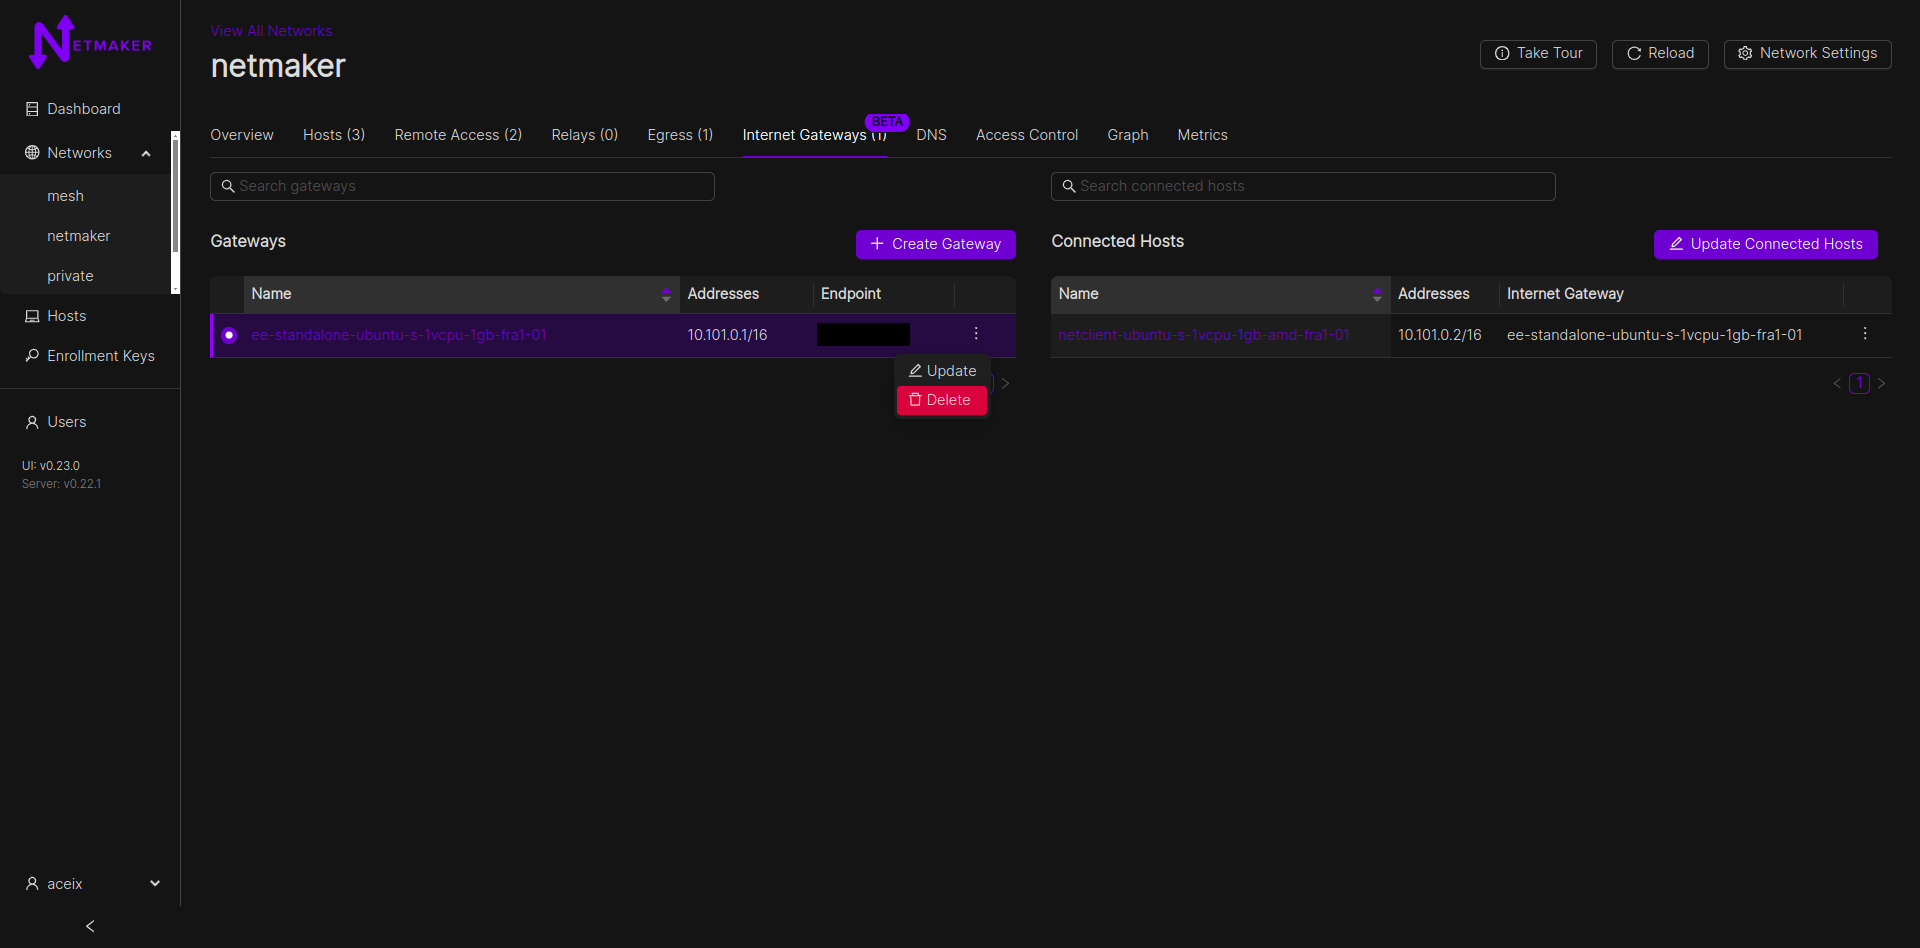 NETMAKER
Dashboard
Networks
mesh
netmaker
private
Hosts
Enrollment Keys
Users
UI: v0.23.0
Server: v0.22.1
aceix
View All Networks
netmaker
Take Tour
Reload
Network Settings
Overview
Hosts (3)
Remote Access (2)
Relays (0)
Egress (1)
Internet Gateways (1)
BETA
DNS
Access Control
Graph
Metrics
Search gateways
Gateways
Create Gateway
Name Addresses Endpoint
ee-standalone-ubuntu-s-1vcpu-1gb-fra1-01 10.101.0.1/16
Update
Delete
Search connected hosts
Connected Hosts
Update Connected Hosts
Name Addresses Internet Gateway
netclient-ubuntu-s-1vcpu-1gb-amd-fra1-01 10.101.0.2/16 ee-standalone-ubuntu-s-1vcpu-1gb-fra1-01
1